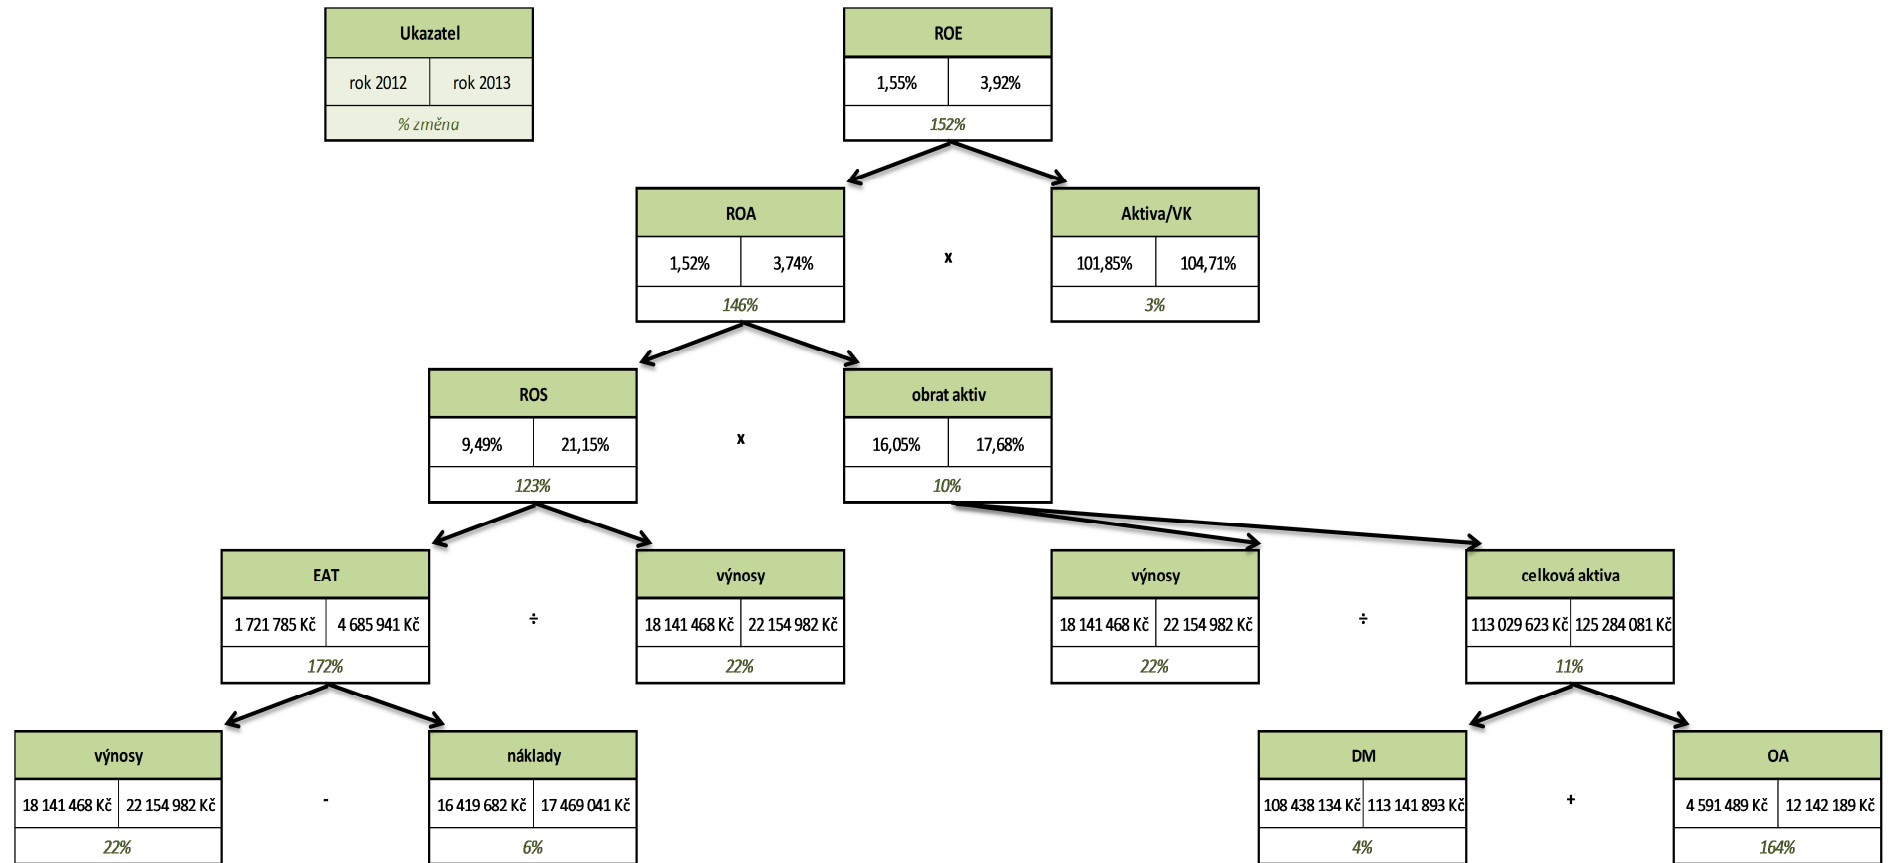 Ukazatel
rok 2012 rok 2013
% změna
ROE
1,55% 3,92%
152%
ROA
1,52% 3,74%
146%
x
Aktiva/VK
101,85% 104,71%
3%
ROS
9,49% 21,15%
123%
x
obrat aktiv
16,05% 17,68%
10%
EAT
1 721 785 Kč 4 685 941 Kč
172%
÷
výnosy
18 141 468 Kč 22 154 982 Kč
22%
výnosy
18 141 468 Kč 22 154 982 Kč
22%
÷
celková aktiva
113 029 623 Kč 125 284 081 Kč
11%
výnosy
18 141 468 Kč 22 154 982 Kč
22%
-
náklady
16 419 682 Kč 17 469 041 Kč
6%
DM
108 438 134 Kč 113 141 893 Kč
4%
+
OA
4 591 489 Kč 12 142 189 Kč
164%